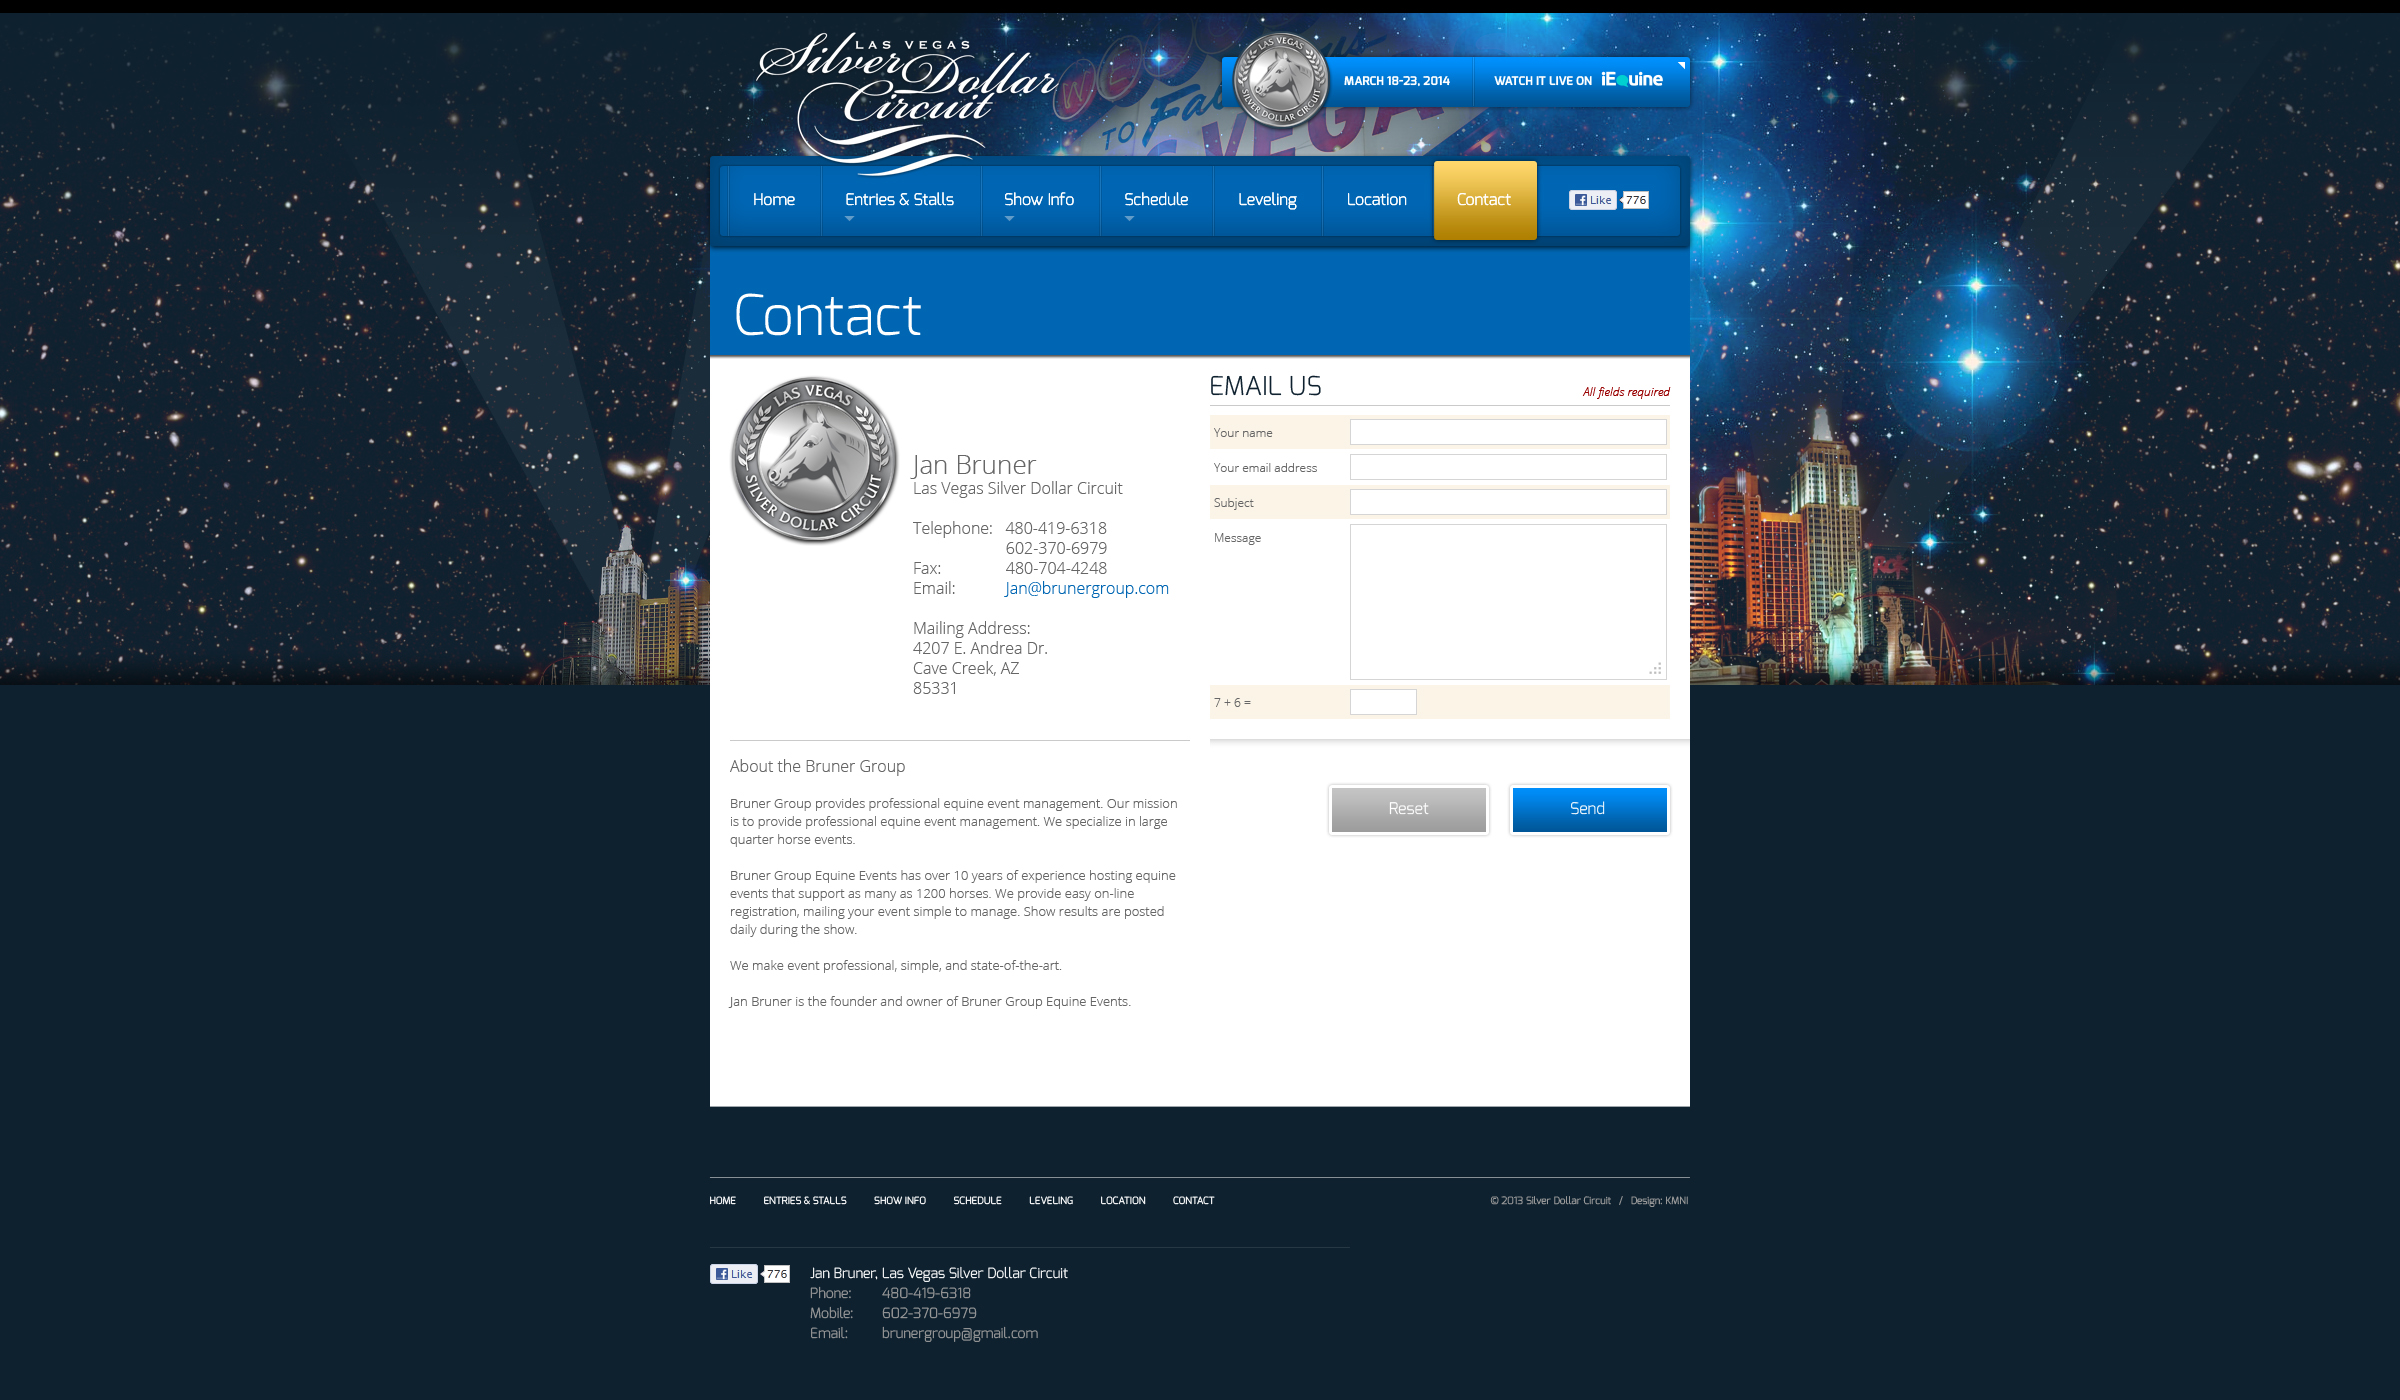 LAS VEGAS
Silver Dollar
Circuit
WE
TO Fabulous
VEGAS
LAS VEGAS
SILVER DOLLAR CIRCUIT
MARCH 18-23, 2014
WATCH IT LIVE ON iEquine
Home
Entries & Stalls
Show Info
Schedule
Leveling
Location
Contact
Like 776
Contact
LAS VEGAS
SILVER DOLLAR CIRCUIT
Jan Bruner
Las Vegas Silver Dollar Circuit
Telephone: 480-419-6318
602-370-6979
Fax: 480-704-4248
Email: Jan@brunergroup.com
Mailing Address:
4207 E. Andrea Dr.
Cave Creek, AZ
85331
EMAIL US
All fields required
Your name
Your email address
Subject
Message
7 + 6 =
Reset
Send
About the Bruner Group
Bruner Group provides professional equine event management. Our mission
is to provide professional equine event management. We specialize in large
quarter horse events.
Bruner Group Equine Events has over 10 years of experience hosting equine
events that support as many as 1200 horses. We provide easy on-line
registration, mailing your event simple to manage. Show results are posted
daily during the show.
We make event professional, simple, and state-of-the-art.
Jan Bruner is the founder and owner of Bruner Group Equine Events.
HOME
ENTRIES & STALLS
SHOW INFO
SCHEDULE
LEVELING
LOCATION
CONTACT
© 2013 Silver Dollar Circuit / Design: KMNI
Like 776
Jan Bruner, Las Vegas Silver Dollar Circuit
Phone: 480-419-6318
Mobile: 602-370-6979
Email: brunergroup@gmail.com